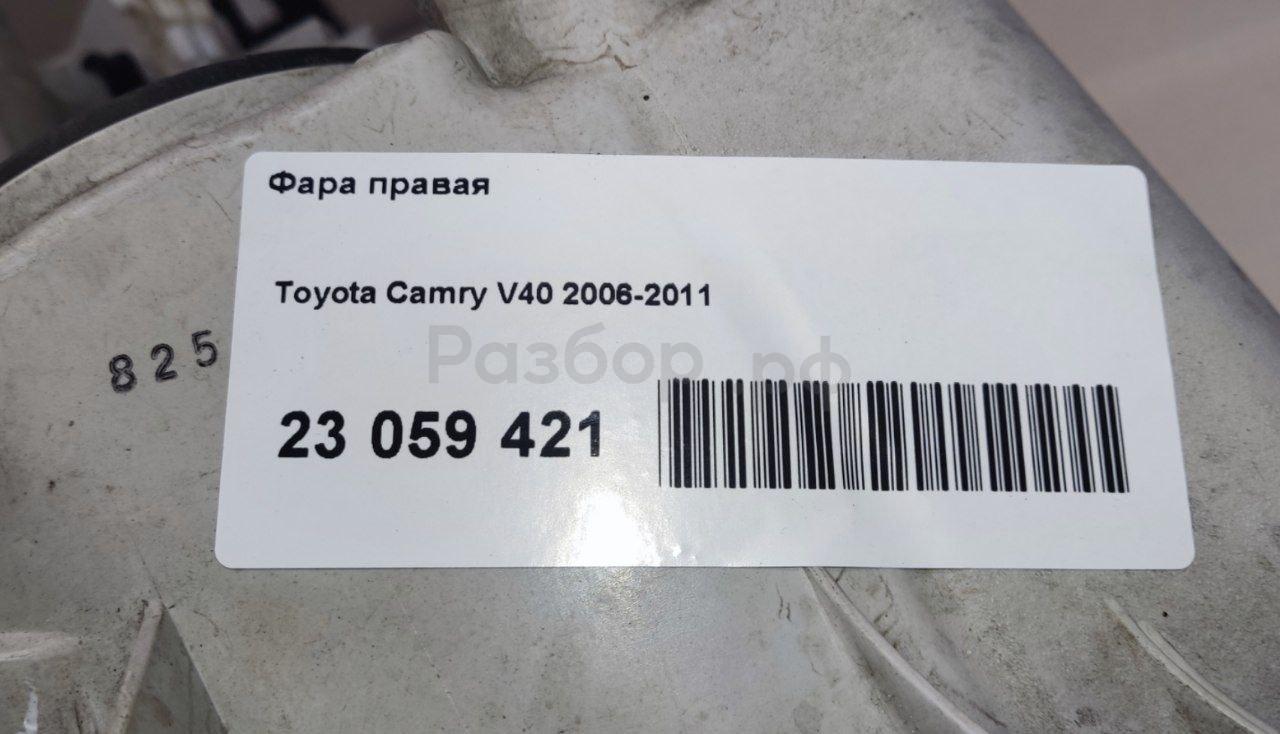 Фара правая
Toyota Camry V40 2006-2011
Разбор.рф
825
23 059 421